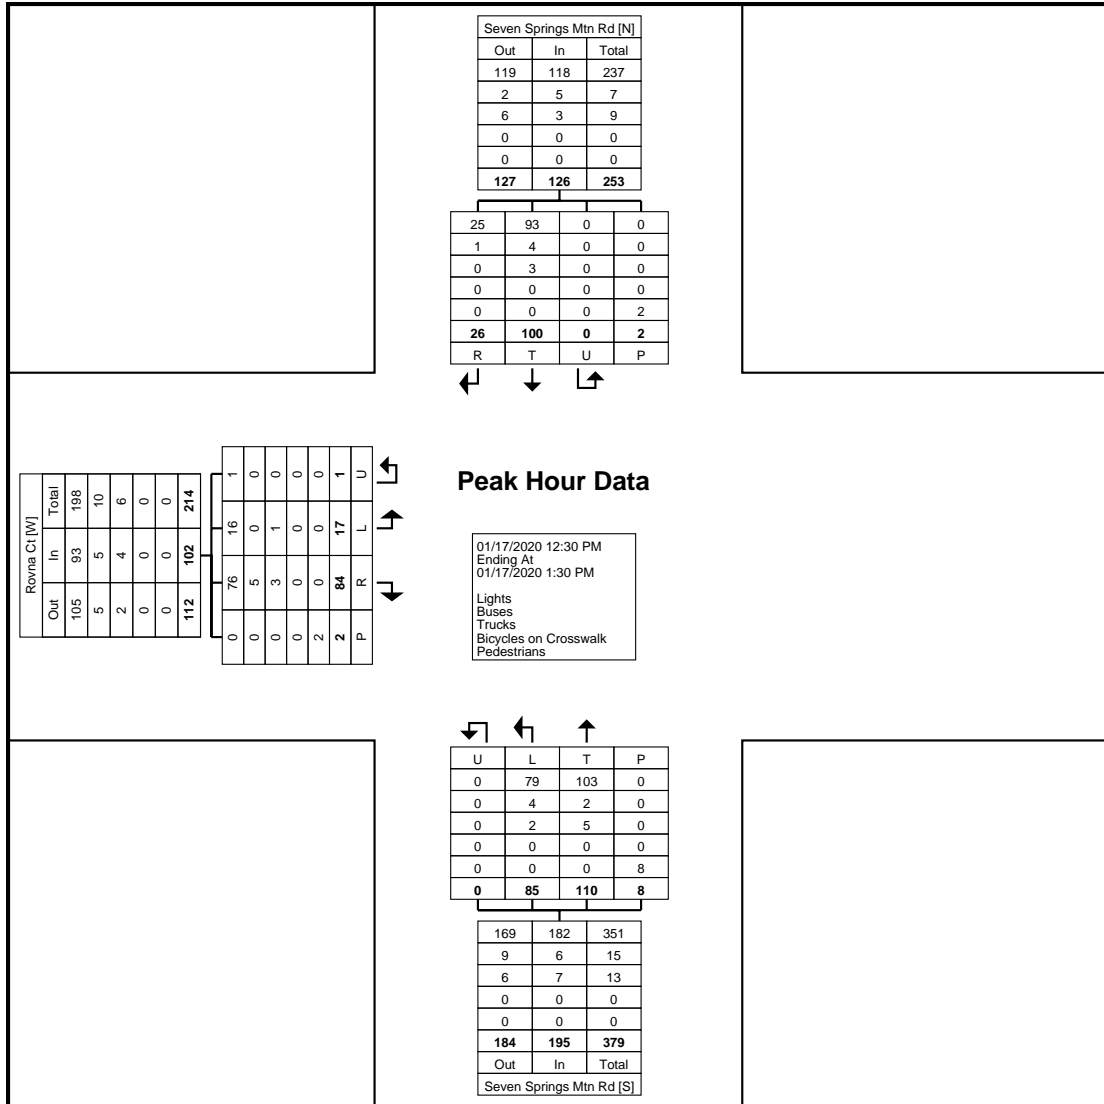 Seven Springs Mtn Rd [N]
Out In Total
119 118 237
2 5 7
6 3 9
0 0 0
0 0 0
127 126 253
25 93 0 0
1 4 0 0
0 3 0 0
0 0 0 0
0 0 0 2
26 100 0 2
R T U P
Rovna Ct [W]
Out In Total
105 93 198
5 5 10
2 4 6
0 0 0
0 0 0
112 102 214
0 76 16 1
0 5 0 0
0 3 1 0
0 0 0 0
2 0 0 0
2 84 17 1
P R L U
Peak Hour Data
01/17/2020 12:30 PM
Ending At
01/17/2020 1:30 PM
Lights
Buses
Trucks
Bicycles on Crosswalk
Pedestrians
U L T P
0 79 103 0
0 4 2 0
0 2 5 0
0 0 0 0
0 0 0 8
0 85 110 8
169 182 351
9 6 15
6 7 13
0 0 0
0 0 0
184 195 379
Out In Total
Seven Springs Mtn Rd [S]